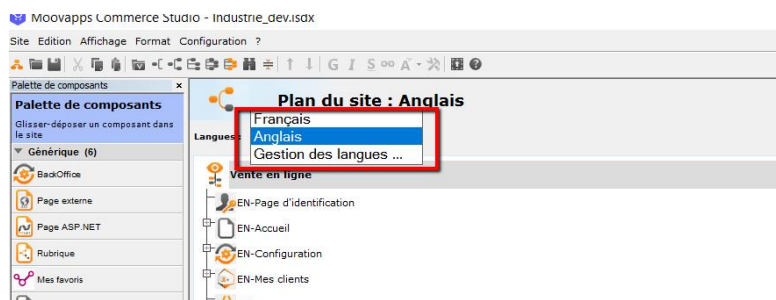 Moovapps Commerce Studio - Industrie_dev.isdx
Site Edition Affichage Format Configuration ?
G I S A
Palette de composants x
Palette de composants
Glisser-déposer un composant dans
le site
Générique (6)
BackOffice
Page externe
Page ASP.NET
Rubrique
Mes favoris
Plan du site : Anglais
Langues :
Français
Anglais
Gestion des langues ...
Vente en ligne
EN-Page d'identification
EN-Accueil
EN-Configuration
EN-Mes clients